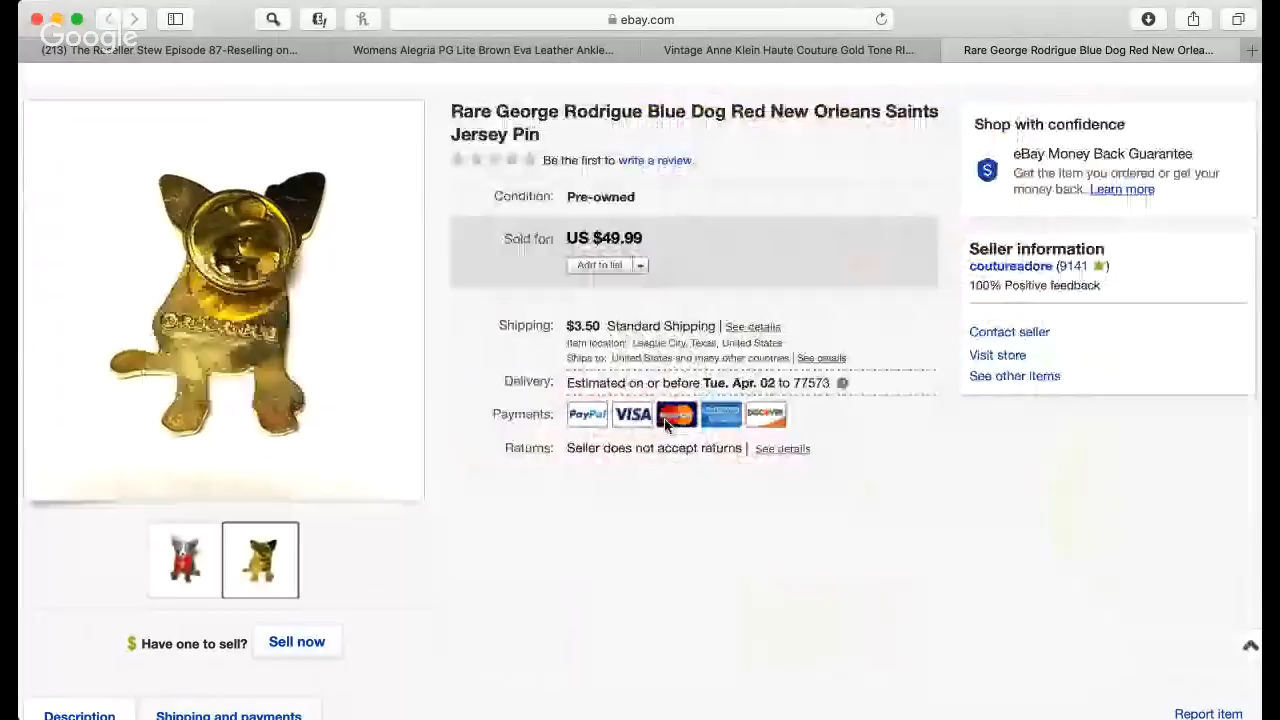 ebay.com
Google
(213) The Reseller Stew Episode 87-Reselling on...
Womens Alegria PG Lite Brown Eva Leather Ankle...
Vintage Anne Klein Haute Couture Gold Tone RI...
Rare George Rodrigue Blue Dog Red New Orlea...
Rare George Rodrigue Blue Dog Red New Orleans Saints
Jersey Pin
Be the first to write a review.
Condition: Pre-owned
Sold for: US $49.99
Add to list
Shipping: $3.50 Standard Shipping | See details
Item location: League City, Texas, United States
Ships to: United States and many other countries | See details
Delivery: Estimated on or before Tue. Apr. 02 to 77573
Payments: PayPal VISA DISCOVER
Returns: Seller does not accept returns | See details
Shop with confidence
eBay Money Back Guarantee
Get the item you ordered or get your
money back. Learn more
Seller information
coutureadore (9141)
100% Positive feedback
Contact seller
Visit store
See other items
$ Have one to sell? Sell now
Description
Shipping and payments
Report item